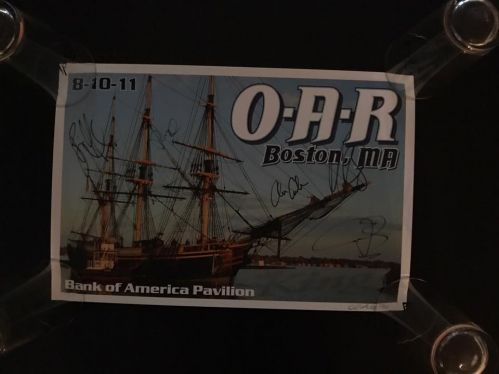 8-10-11
O-A-R
Boston, MA
Bank of America Pavilion